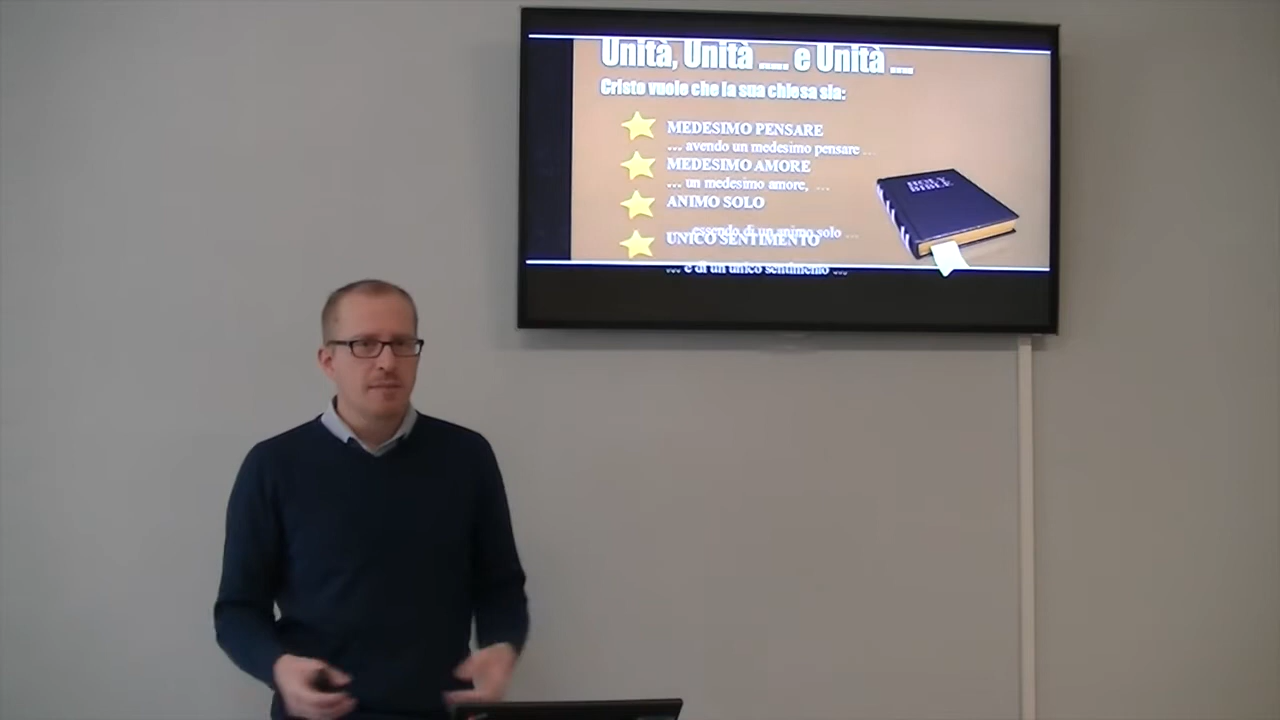 Unità, Unità .... e Unità ....
Cristo vuole che la sua chiesa sia:
MEDESIMO PENSARE
... avendo un medesimo pensare ...
MEDESIMO AMORE
... un medesimo amore, ...
ANIMO SOLO
... essendo di un animo solo ...
UNICO SENTIMENTO
... e di un unico sentimento ...
HOLY
BIBLE